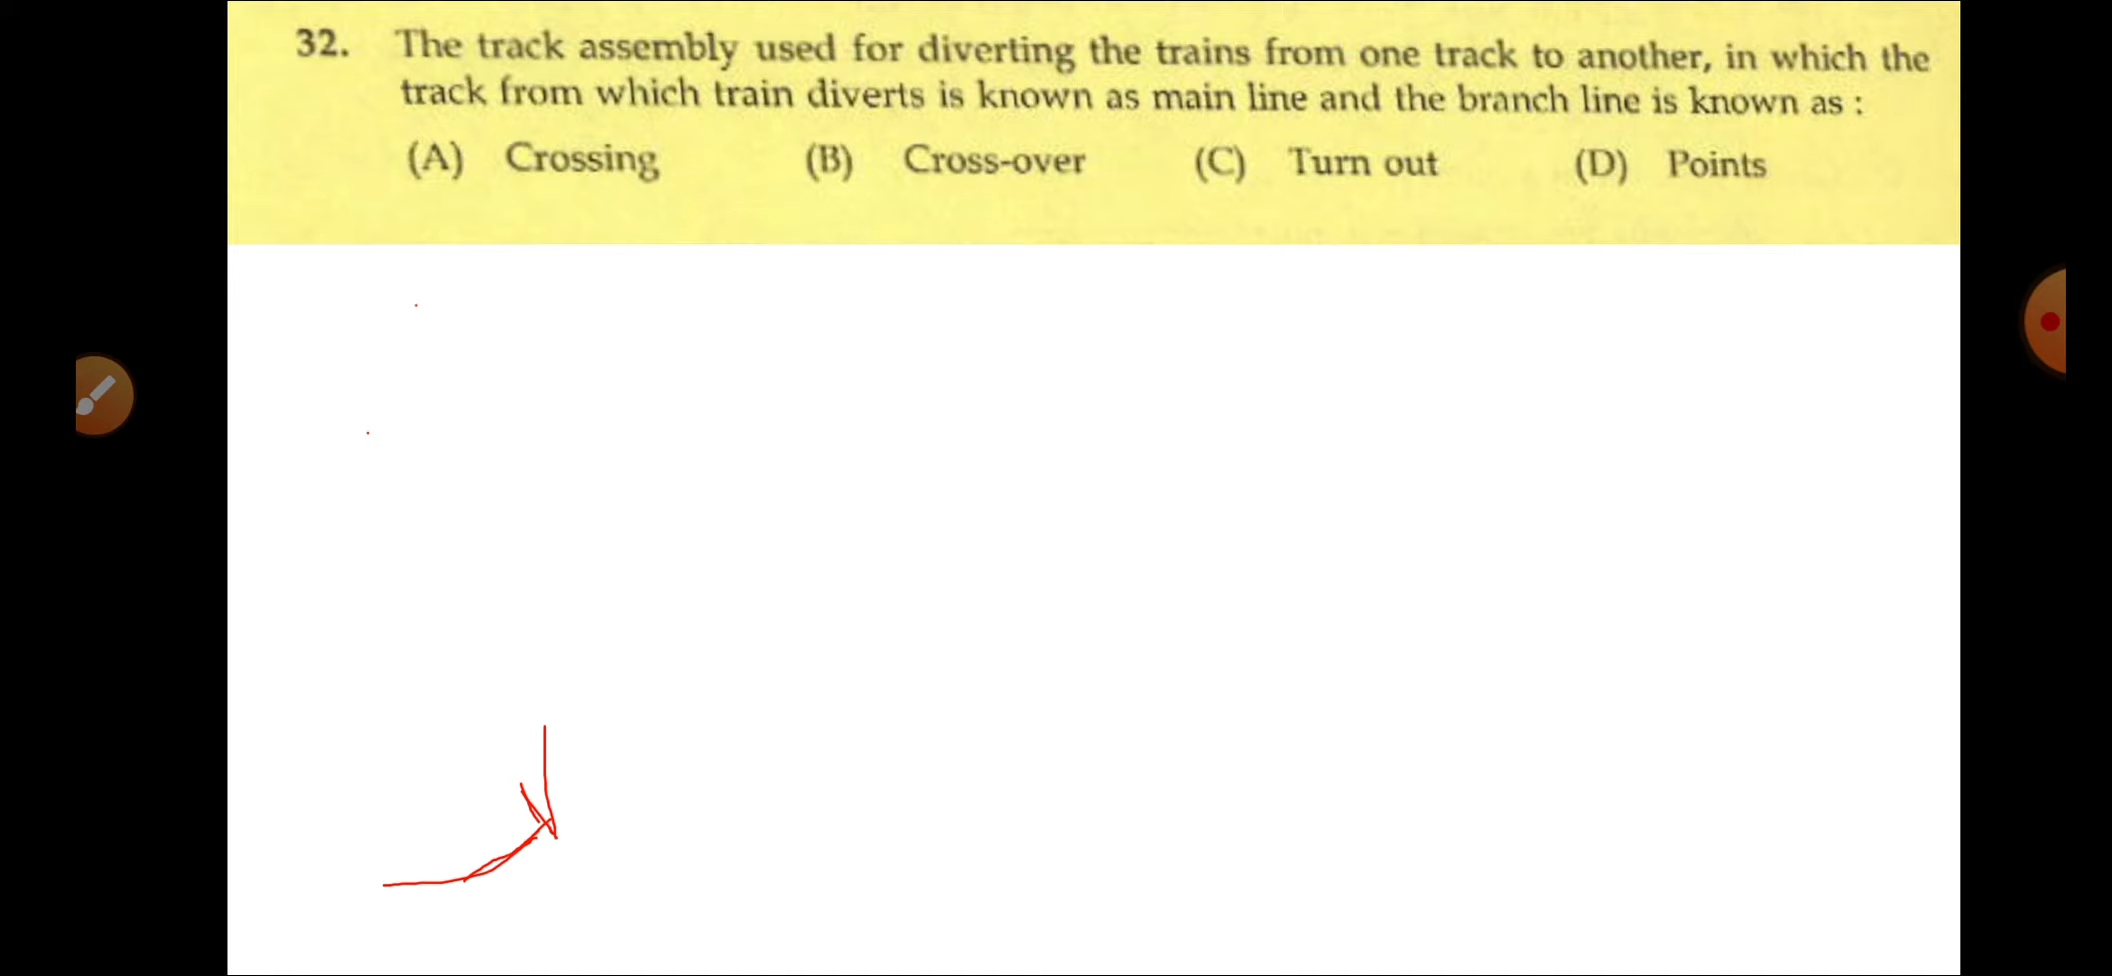 32. The track assembly used for diverting the trains from one track to another, in which the
track from which train diverts is known as main line and the branch line is known as :
(A) Crossing (B) Cross-over (C) Turn out (D) Points